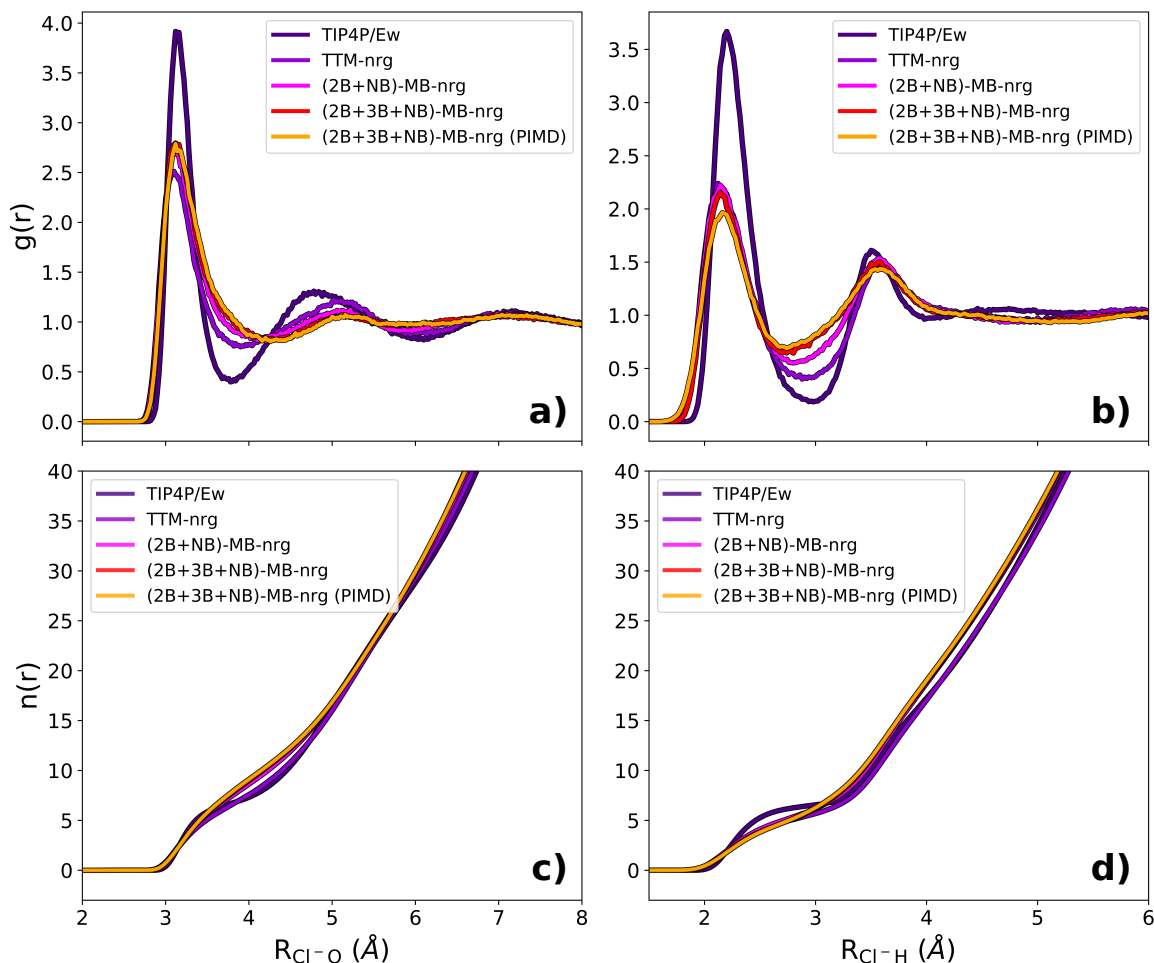 4.0
3.5
3.0
2.5
2.0
1.5
1.0
0.5
0.0
g(r)
TIP4P/Ew
TTM-nrg
(2B+NB)-MB-nrg
(2B+3B+NB)-MB-nrg
(2B+3B+NB)-MB-nrg (PIMD)
a)
3.5
3.0
2.5
2.0
1.5
1.0
0.5
0.0
TIP4P/Ew
TTM-nrg
(2B+NB)-MB-nrg
(2B+3B+NB)-MB-nrg
(2B+3B+NB)-MB-nrg (PIMD)
b)
40
35
30
25
20
15
10
5
0
n(r)
TIP4P/Ew
TTM-nrg
(2B+NB)-MB-nrg
(2B+3B+NB)-MB-nrg
(2B+3B+NB)-MB-nrg (PIMD)
c)
2 3 4 5 6 7 8
R_Cl⁻O (Å)
40
35
30
25
20
15
10
5
0
TIP4P/Ew
TTM-nrg
(2B+NB)-MB-nrg
(2B+3B+NB)-MB-nrg
(2B+3B+NB)-MB-nrg (PIMD)
d)
2 3 4 5 6
R_Cl⁻H (Å)